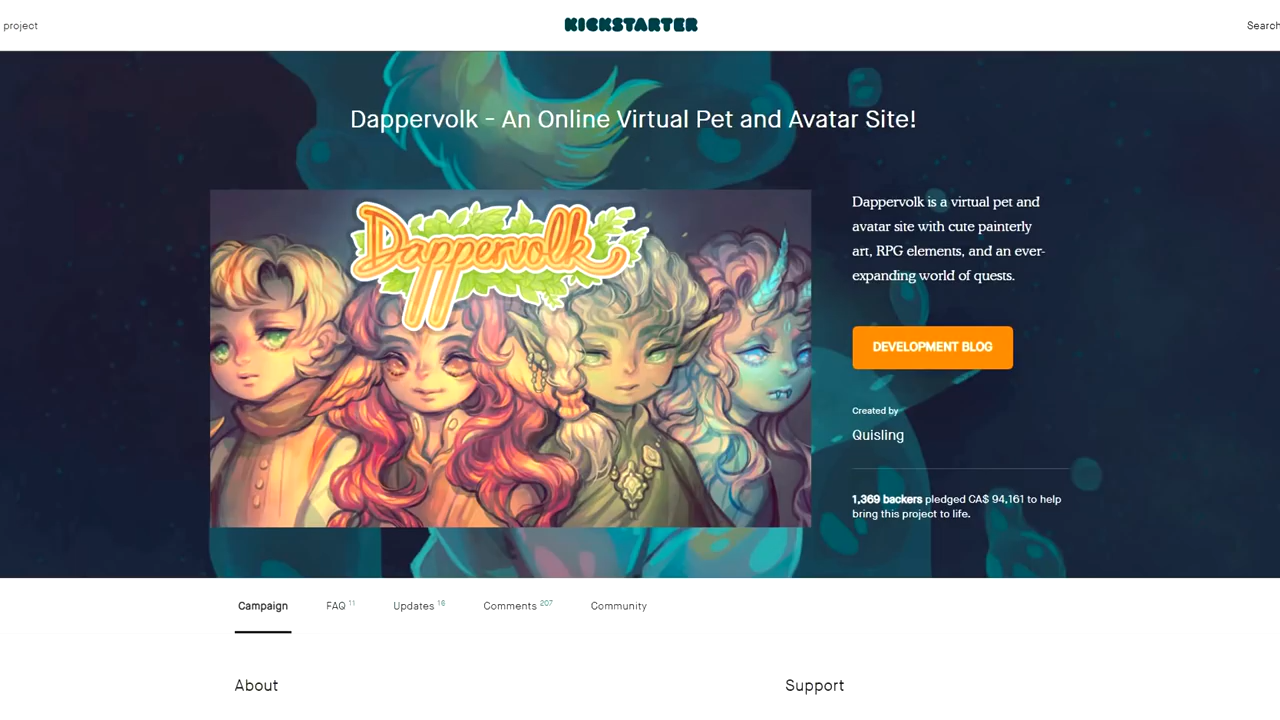 project
KICKSTARTER
Search
Dappervolk - An Online Virtual Pet and Avatar Site!
Dappervolk
Dappervolk is a virtual pet and
avatar site with cute painterly
art, RPG elements, and an ever-
expanding world of quests.
DEVELOPMENT BLOG
Created by
Quisling
1,369 backers pledged CA$ 94,161 to help
bring this project to life.
Campaign FAQ 11 Updates 16 Comments 207 Community
About
Support